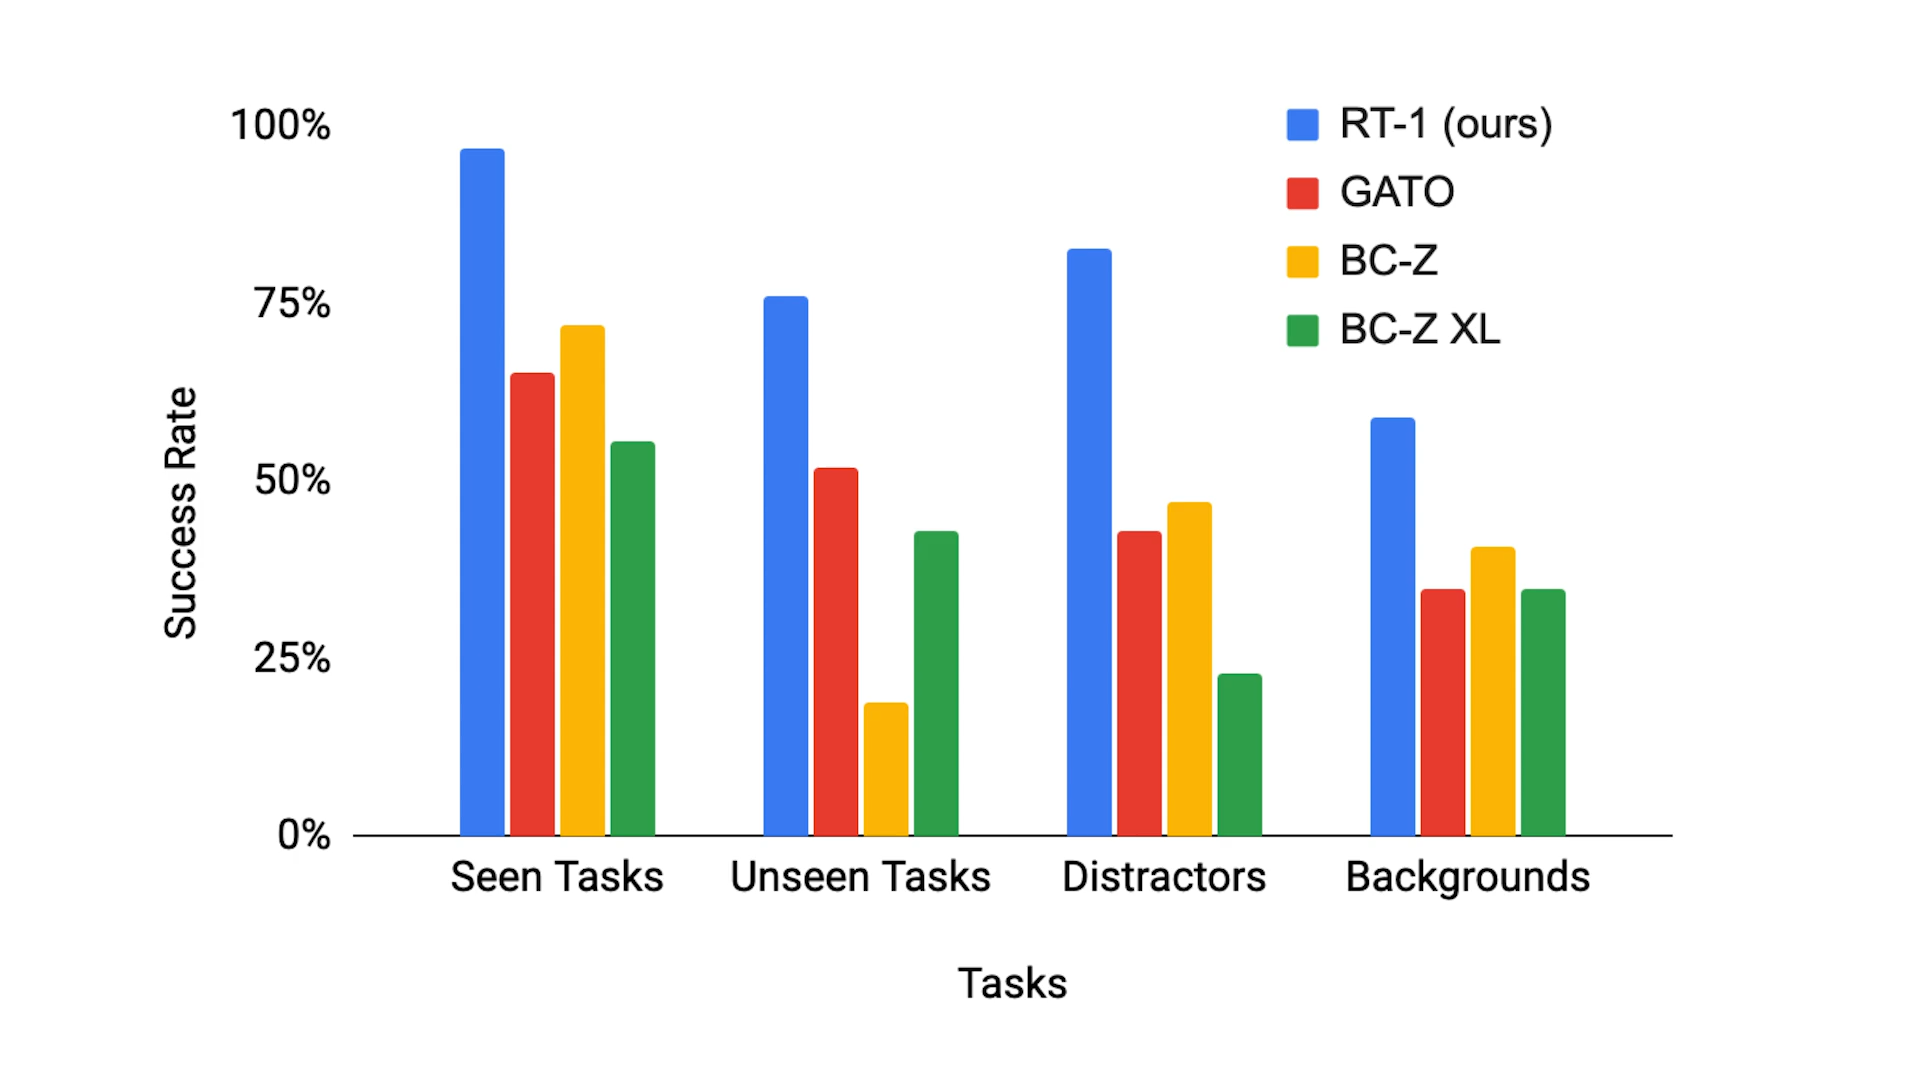 100%
75%
50%
25%
0%
Success Rate
RT-1 (ours)
GATO
BC-Z
BC-Z XL
Seen Tasks
Unseen Tasks
Distractors
Backgrounds
Tasks